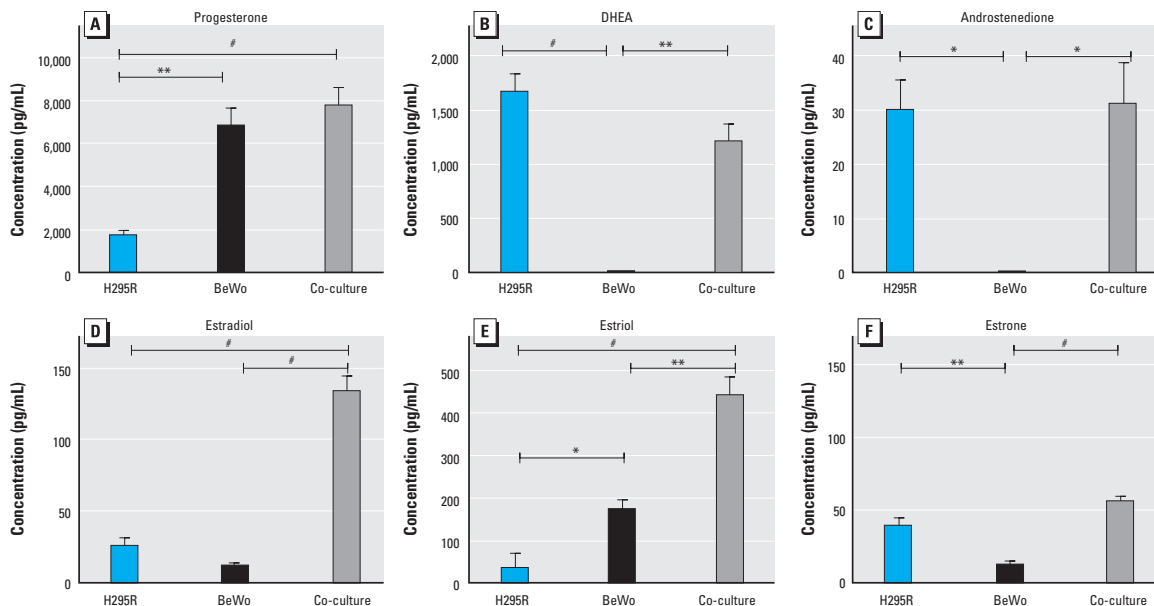 A
Progesterone
Concentration (pg/mL)
10,000
8,000
6,000
4,000
2,000
0
#
**
H295R BeWo Co-culture
B
DHEA
Concentration (pg/mL)
2,000
1,500
1,000
500
0
# **
H295R BeWo Co-culture
C
Androstenedione
Concentration (pg/mL)
40
30
20
10
0
* *
H295R BeWo Co-culture
D
Estradiol
Concentration (pg/mL)
150
100
50
0
#
#
H295R BeWo Co-culture
E
Estriol
Concentration (pg/mL)
500
400
300
200
100
0
#
**
*
H295R BeWo Co-culture
F
Estrone
Concentration (pg/mL)
150
100
50
0
#
**
H295R BeWo Co-culture